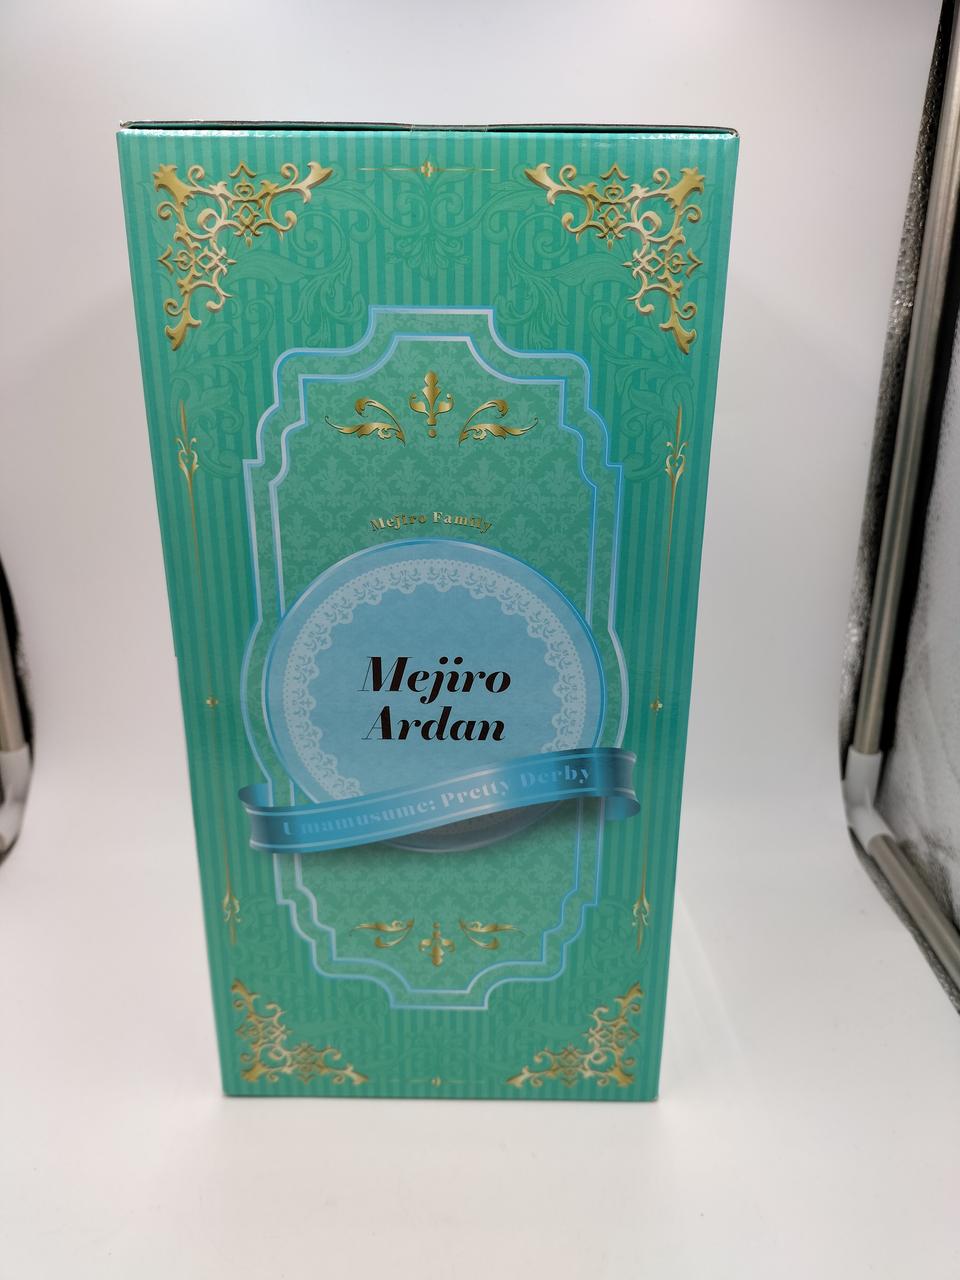 Mejiro Family
Mejiro
Ardan
Umamusume: Pretty Derby